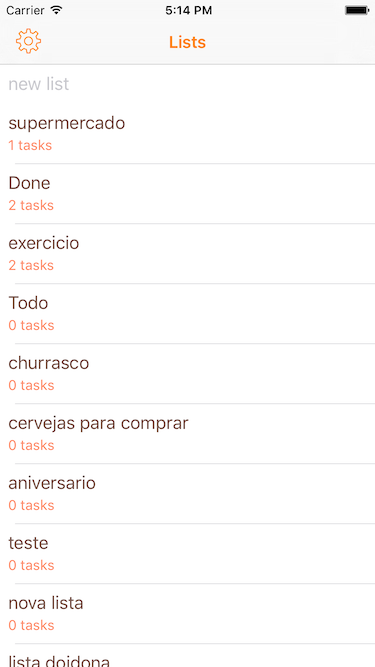 Carrier 5:14 PM
Lists
new list
supermercado
1 tasks
Done
2 tasks
exercicio
2 tasks
Todo
0 tasks
churrasco
0 tasks
cervejas para comprar
0 tasks
aniversario
0 tasks
teste
0 tasks
nova lista
0 tasks
lista doidona